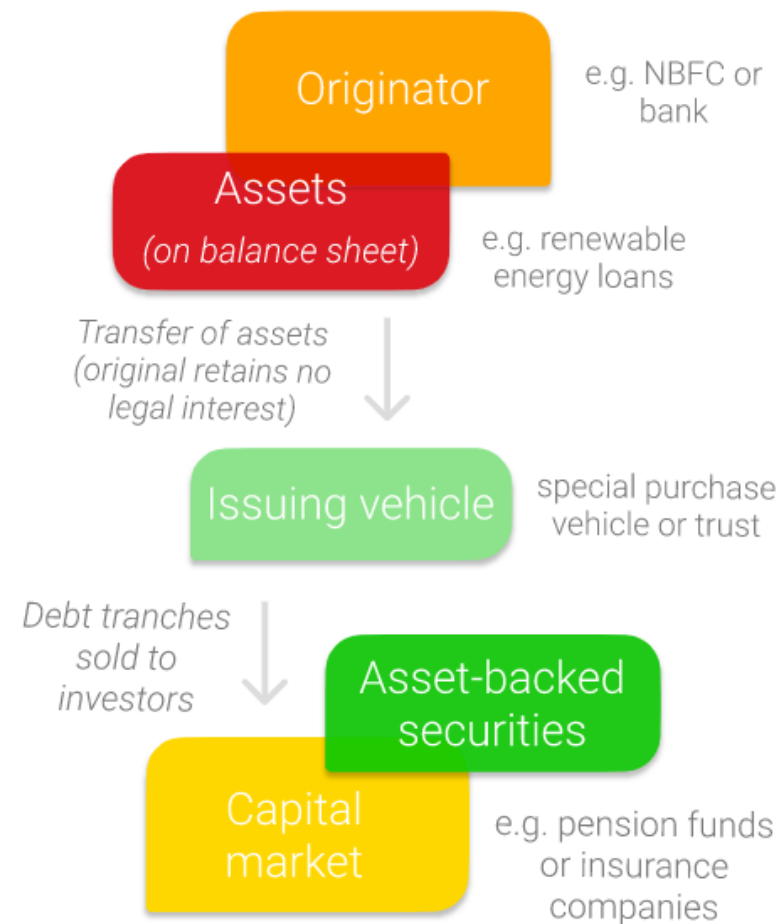 Originator
e.g. NBFC or
bank
Assets
(on balance sheet)
e.g. renewable
energy loans
Transfer of assets
(original retains no
legal interest)
Issuing vehicle
special purchase
vehicle or trust
Debt tranches
sold to
investors
Asset-backed
securities
Capital
market
e.g. pension funds
or insurance
companies